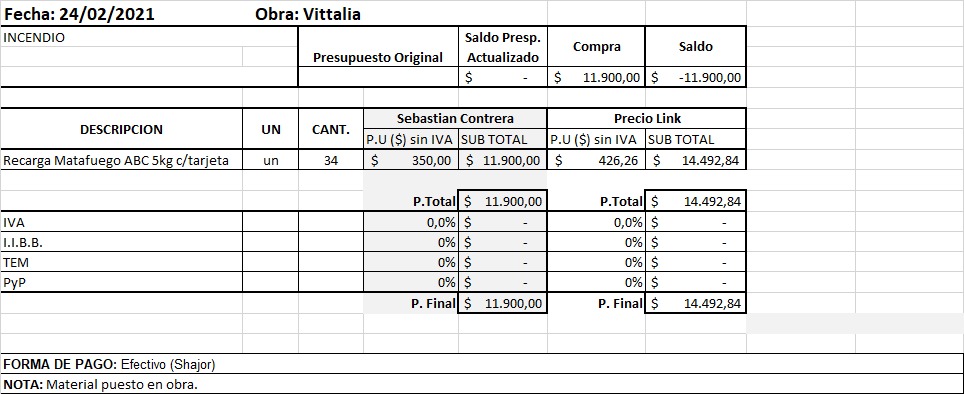 Fecha: 24/02/2021 Obra: Vittalia
INCENDIO
Presupuesto Original Saldo Presp. Actualizado Compra Saldo
$ - $ 11.900,00 $ -11.900,00
DESCRIPCION UN CANT. Sebastian Contrera Precio Link
P.U ($) sin IVA SUB TOTAL P.U ($) sin IVA SUB TOTAL
Recarga Matafuego ABC 5kg c/tarjeta un 34 $ 350,00 $ 11.900,00 $ 426,26 $ 14.492,84
P.Total $ 11.900,00 P.Total $ 14.492,84
IVA 0,0% $ - 0,0% $ -
I.I.B.B. 0% $ - 0% $ -
TEM 0% $ - 0% $ -
PyP 0% $ - 0% $ -
P. Final $ 11.900,00 P. Final $ 14.492,84
FORMA DE PAGO: Efectivo (Shajor)
NOTA: Material puesto en obra.